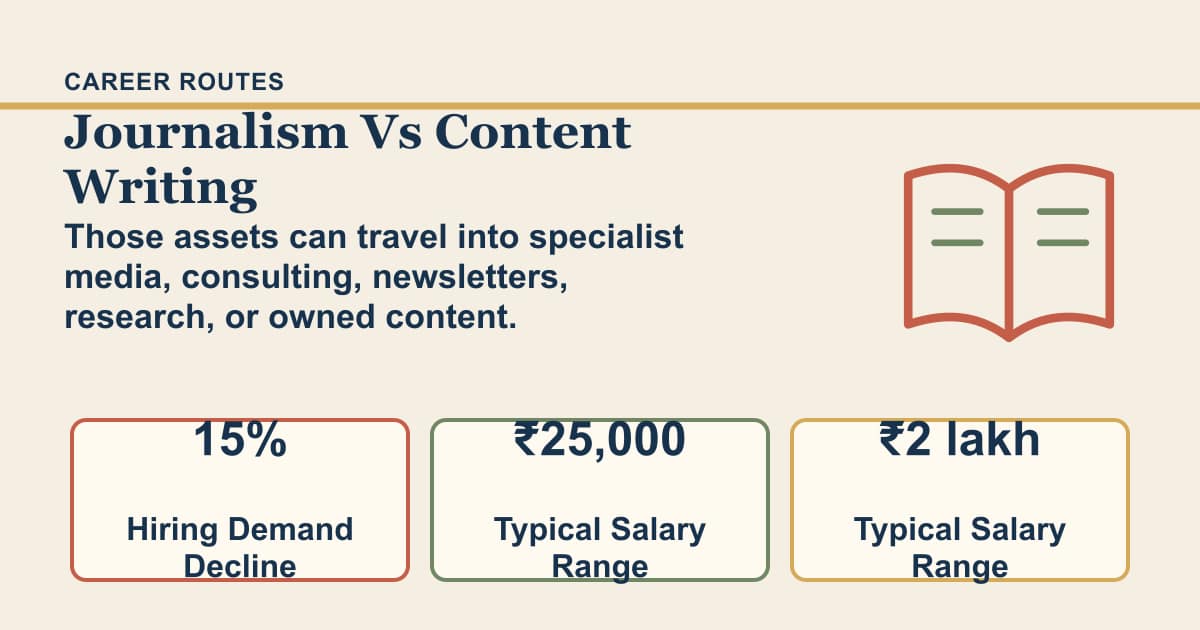 CAREER ROUTES
Journalism Vs Content
Writing
Those assets can travel into specialist
media, consulting, newsletters,
research, or owned content.
15%
Hiring Demand
Decline
₹25,000
Typical Salary
Range
₹2 lakh
Typical Salary
Range